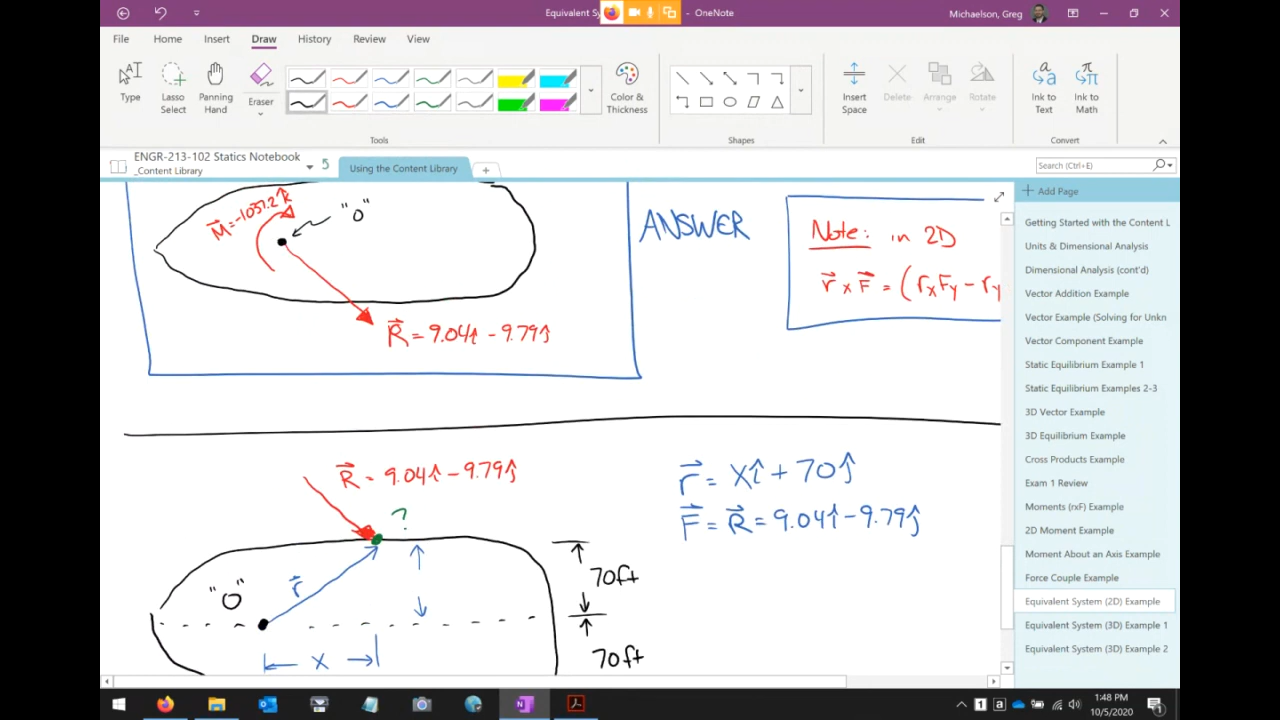 Equivalent Sy - OneNote
Michaelson, Greg
File Home Insert Draw History Review View
Type
Lasso Select
Panning Hand
Eraser
Color & Thickness
Insert Space
Delete
Arrange
Rotate
Ink to Text
Ink to Math
Tools
Shapes
Edit
Convert
ENGR-213-102 Statics Notebook
_Content Library
Using the Content Library
Search (Ctrl+E)
Add Page
Getting Started with the Content L
Units & Dimensional Analysis
Dimensional Analysis (cont'd)
Vector Addition Example
Vector Example (Solving for Unkn
Vector Component Example
Static Equilibrium Example 1
Static Equilibrium Examples 2-3
3D Vector Example
3D Equilibrium Example
Cross Products Example
Exam 1 Review
Moments (rxF) Example
2D Moment Example
Moment About an Axis Example
Force Couple Example
Equivalent System (2D) Example
Equivalent System (3D) Example 1
Equivalent System (3D) Example 2
M⃗ = -1037.2 k̂
"O"
R⃗ = 9.04î - 9.79ĵ
ANSWER
Note: in 2D
r⃗ x F⃗ = (rxFy - ry
R⃗ = 9.04î - 9.79ĵ
?
"O"
r⃗
x
70ft
70ft
r⃗ = xî + 70ĵ
F⃗ = R⃗ = 9.04î - 9.79ĵ
1:48 PM
10/5/2020